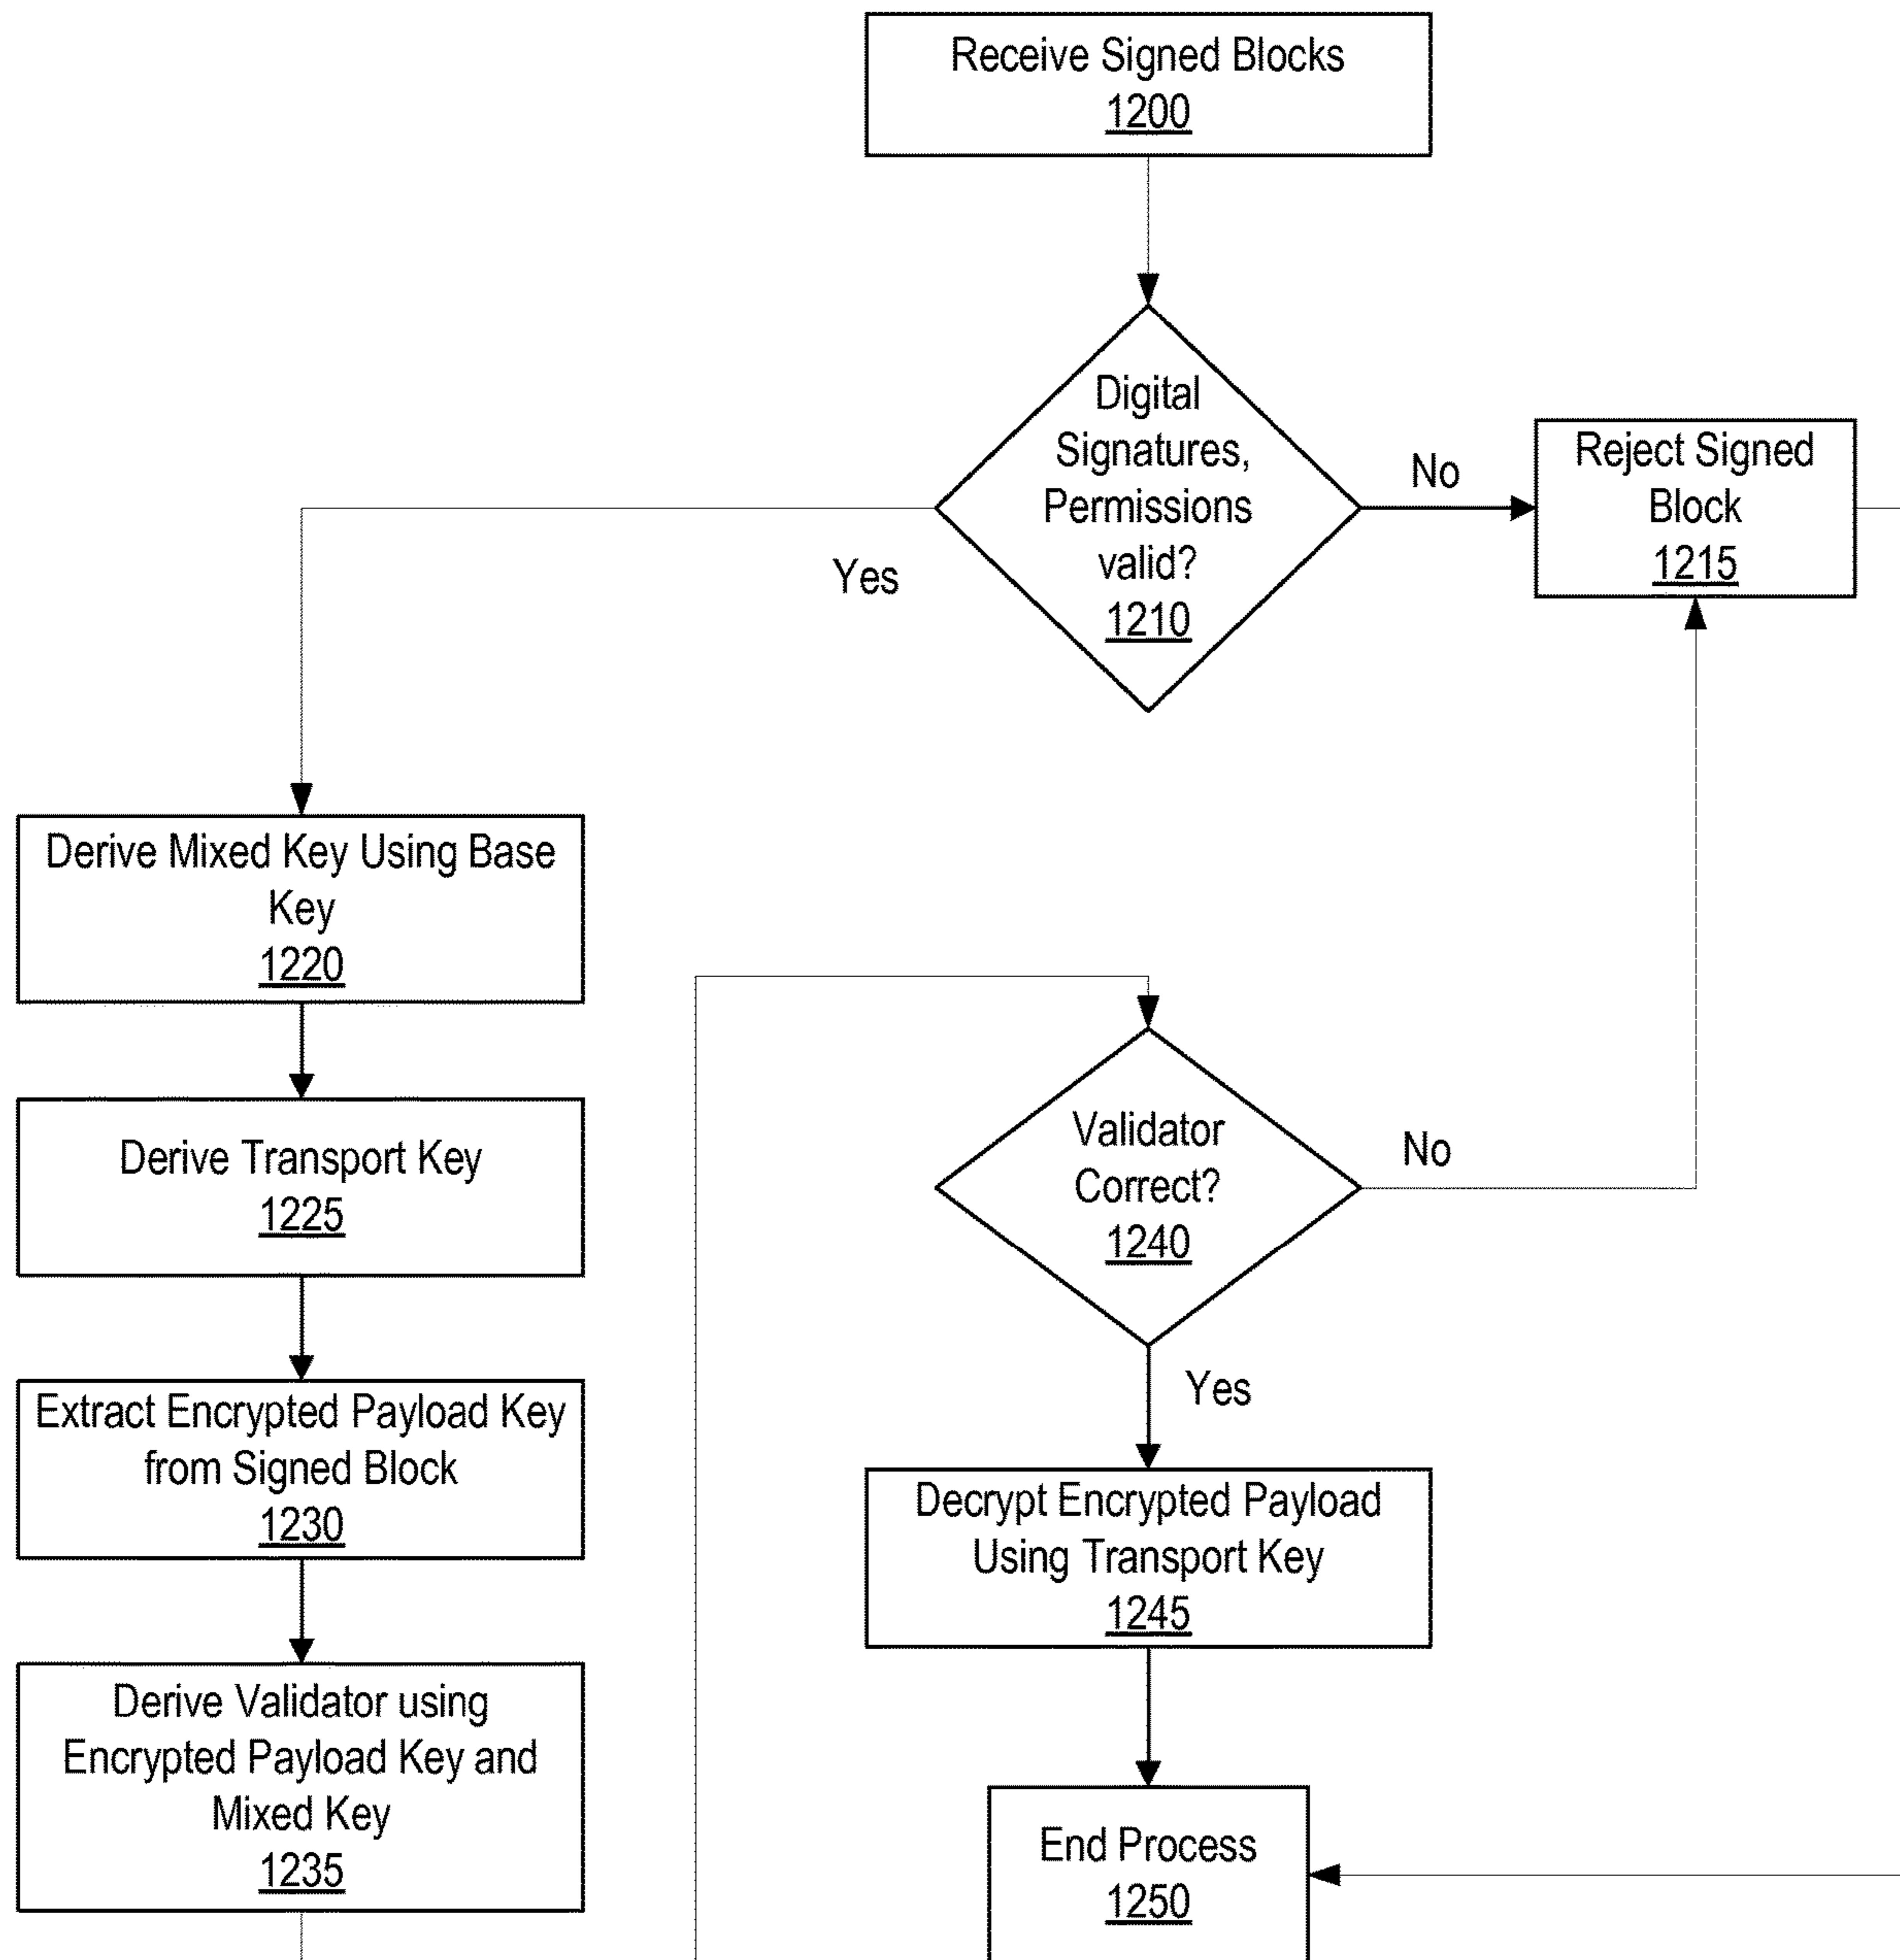 Receive Signed Blocks
1200
Digital
Signatures,
Permissions
valid?
1210
No
Reject Signed
Block
1215
Yes
Derive Mixed Key Using Base
Key
1220
Derive Transport Key
1225
Extract Encrypted Payload Key
from Signed Block
1230
Derive Validator using
Encrypted Payload Key and
Mixed Key
1235
Validator
Correct?
1240
No
Yes
Decrypt Encrypted Payload
Using Transport Key
1245
End Process
1250